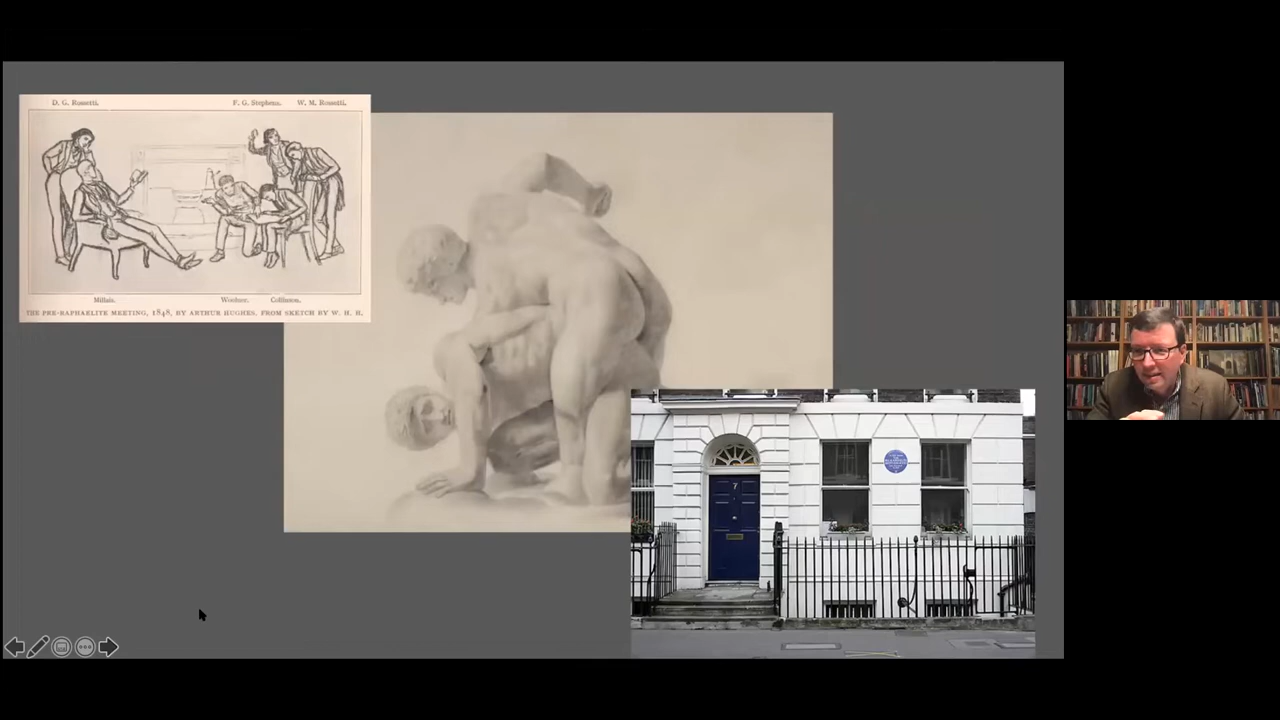 D. G. Rossetti.
F. G. Stephens. W. M. Rossetti.
Millais.
Woolner. Collinson.
THE PRE-RAPHAELITE MEETING, 1848, BY ARTHUR HUGHES, FROM SKETCH BY W. H. H.
7